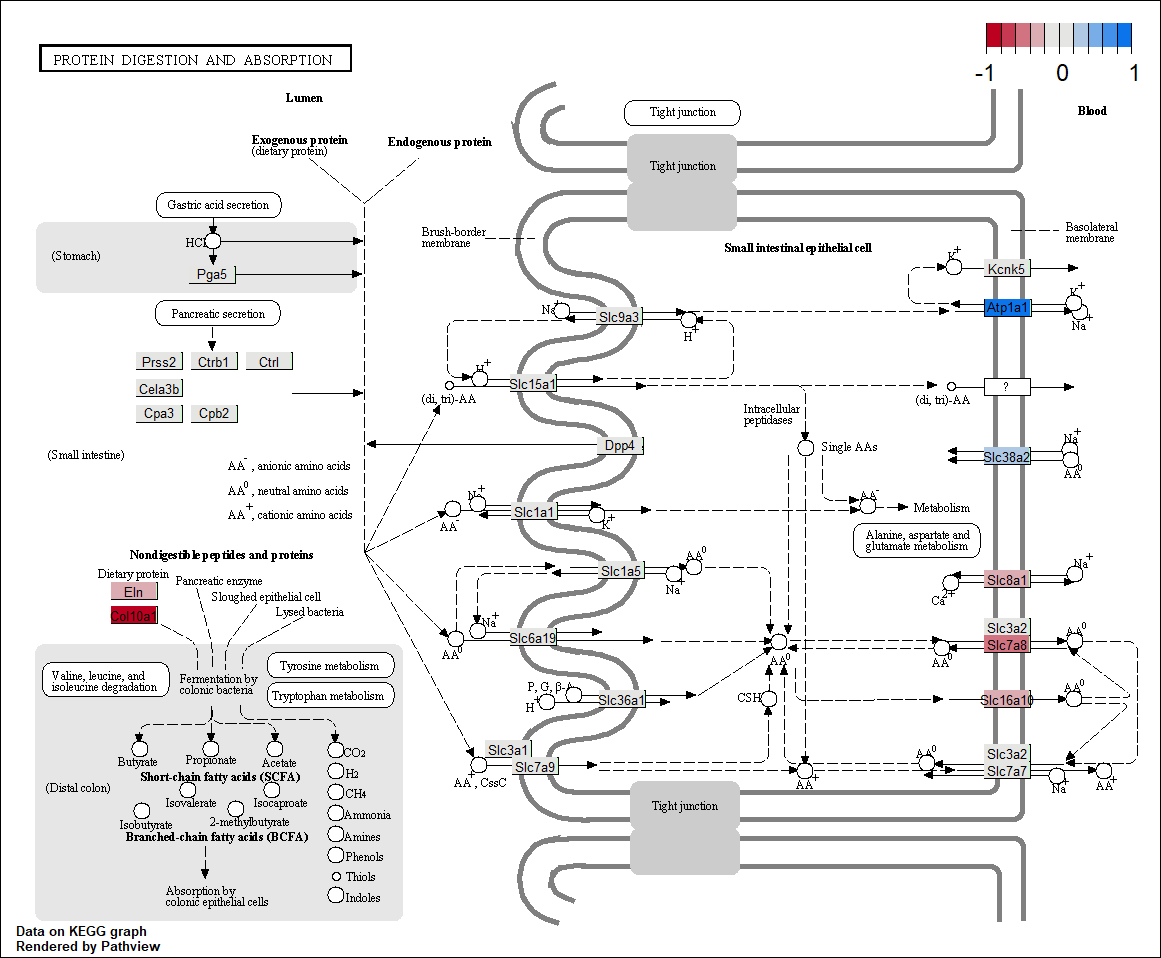 PROTEIN DIGESTION AND ABSORPTION
-1 0 1
Lumen
Blood
Exogenous protein
(dietary protein)
Endogenous protein
Tight junction
Tight junction
Gastric acid secretion
(Stomach)
HCl
Pga5
Brush-border
membrane
Small intestinal epithelial cell
Basolateral
membrane
K+
Kcnk5
Atp1a1
K+
Na+
Pancreatic secretion
Prss2
Ctrb1
Ctrl
Cela3b
Cpa3
Cpb2
Na+
Slc9a3
H+
H+
Slc15a1
(di, tri)-AA
(di, tri)-AA
?
Intracellular
peptidases
Single AAs
Dpp4
(Small intestine)
AA-, anionic amino acids
AA0, neutral amino acids
AA+, cationic amino acids
Slc38a2
Na+
AA0
Na+
AA-
Slc1a1
K+
AA-
Metabolism
Alanine, aspartate and
glutamate metabolism
Nondigestible peptides and proteins
Dietary protein
Eln
Col10a1
Pancreatic enzyme
Sloughed epithelial cell
Lysed bacteria
Slc1a5
AA0
Na+
Ca2+
Slc8a1
Na+
Na+
AA0
Slc6a19
AA0
AA0
Slc3a2
Slc7a8
AA0
Valine, leucine, and
isoleucine degradation
Fermentation by
colonic bacteria
Tyrosine metabolism
Tryptophan metabolism
P, G, β-A
H+
Slc36a1
CSH
Slc16a10
AA0
Butyrate
Propionate
Acetate
Short-chain fatty acids (SCFA)
(Distal colon)
Isovalerate
Isocaproate
Isobutyrate
2-methylbutyrate
Branched-chain fatty acids (BCFA)
Absorption by
colonic epithelial cells
CO2
H2
CH4
Ammonia
Amines
Phenols
Thiols
Indoles
Slc3a1
Slc7a9
AA+, CssC
AA+
AA0
Slc3a2
Slc7a7
Na+
AA+
Tight junction
Data on KEGG graph
Rendered by Pathview